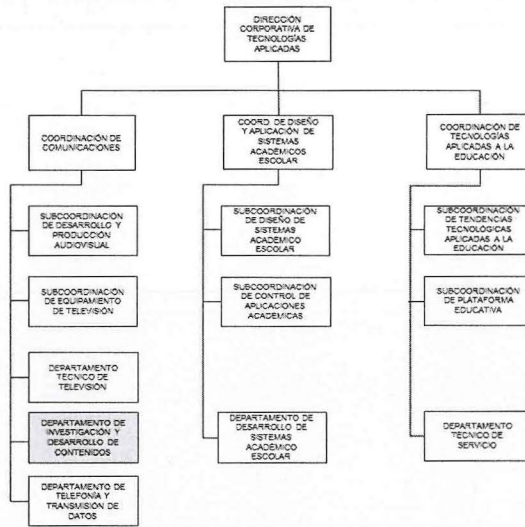 DIRECCIÓN
CORPORATIVA DE
TECNOLOGÍAS
APLICADAS
COORDINACIÓN DE
COMUNICACIONES
COORD. DE DISEÑO
Y APLICACIÓN DE
SISTEMAS
ACADÉMICOS
ESCOLAR
COORDINACIÓN DE
TECNOLOGÍAS
APLICADAS A LA
EDUCACIÓN
SUBCOORDINACIÓN
DE DESARROLLO Y
PRODUCCIÓN
AUDIOVISUAL
SUBCOORDINACIÓN
DE EQUIPAMIENTO
DE TELEVISIÓN
DEPARTAMENTO
TÉCNICO DE
TELEVISIÓN
DEPARTAMENTO DE
INVESTIGACIÓN Y
DESARROLLO DE
CONTENIDOS
DEPARTAMENTO DE
TELEFONÍA Y
TRANSMISIÓN DE
DATOS
SUBCOORDINACIÓN
DE DISEÑO DE
SISTEMAS
ACADÉMICO
ESCOLAR
SUBCOORDINACIÓN
DE CONTROL DE
APLICACIONES
ACADÉMICAS
DEPARTAMENTO DE
DESARROLLO DE
SISTEMAS
ACADÉMICO
ESCOLAR
SUBCOORDINACIÓN
DE TENDENCIAS
TECNOLÓGICAS
APLICADAS A LA
EDUCACIÓN
SUBCOORDINACIÓN
DE PLATAFORMA
EDUCATIVA
DEPARTAMENTO
TÉCNICO DE
SERVICIO